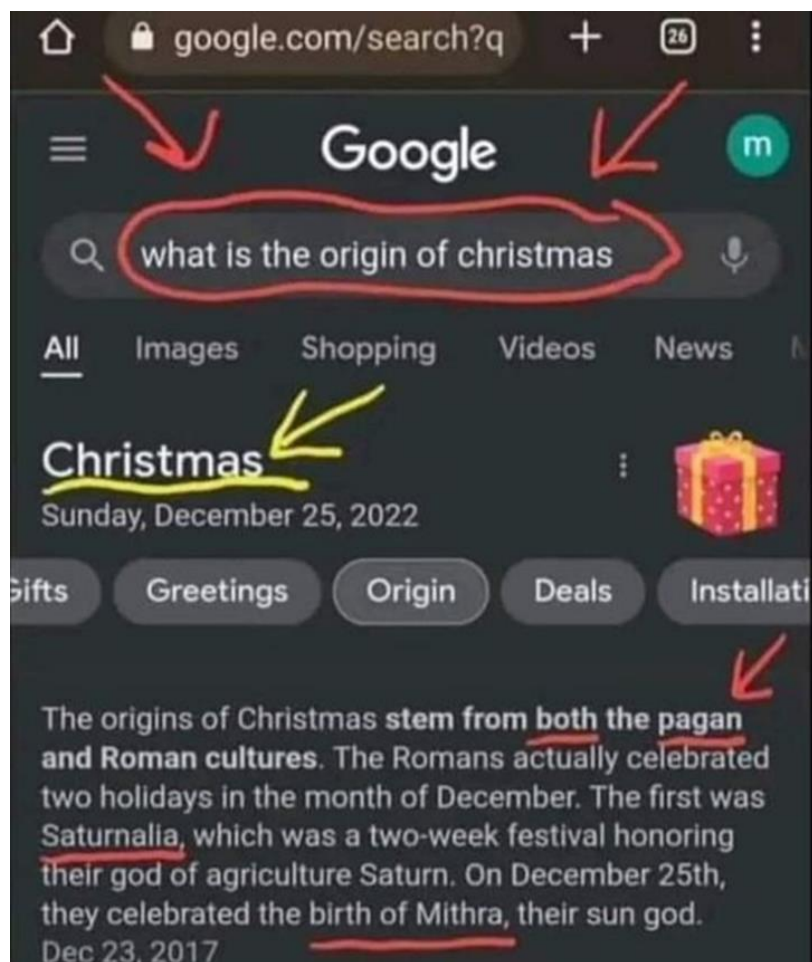 google.com/search?q
26
Google
m
what is the origin of christmas
All Images Shopping Videos News
Christmas
Sunday, December 25, 2022
Gifts Greetings Origin Deals Installati
The origins of Christmas stem from both the pagan
and Roman cultures. The Romans actually celebrated
two holidays in the month of December. The first was
Saturnalia, which was a two-week festival honoring
their god of agriculture Saturn. On December 25th,
they celebrated the birth of Mithra, their sun god.
Dec 23, 2017